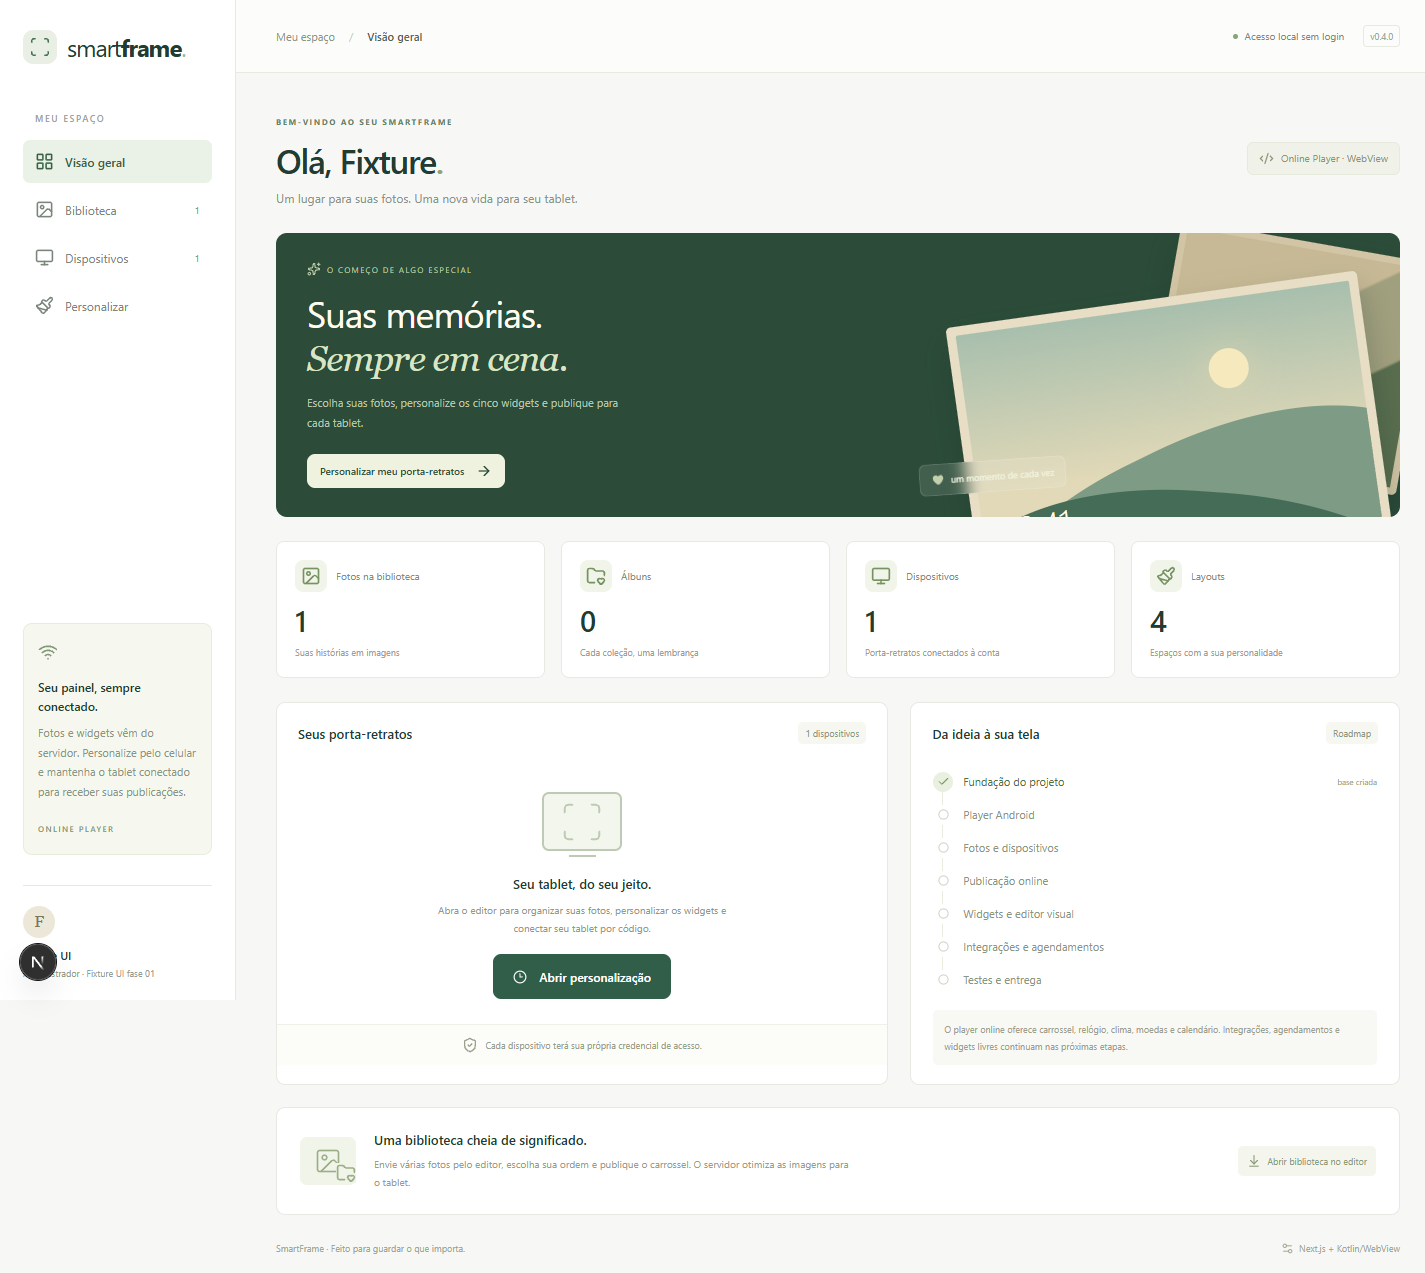 smartframe.
MEU ESPAÇO
Visão geral
Biblioteca 1
Dispositivos 1
Personalizar
Seu painel, sempre
conectado.
Fotos e widgets vêm do
servidor. Personalize pelo celular
e mantenha o tablet conectado
para receber suas publicações.
ONLINE PLAYER
F
N
UI
strador · Fixture UI fase 01
Meu espaço / Visão geral
Acesso local sem login
v0.4.0
BEM-VINDO AO SEU SMARTFRAME
Olá, Fixture.
Um lugar para suas fotos. Uma nova vida para seu tablet.
Online Player · WebView
O COMEÇO DE ALGO ESPECIAL
Suas memórias.
Sempre em cena.
Escolha suas fotos, personalize os cinco widgets e publique para
cada tablet.
Personalizar meu porta-retratos
um momento de cada vez
Fotos na biblioteca
1
Suas histórias em imagens
Álbuns
0
Cada coleção, uma lembrança
Dispositivos
1
Porta-retratos conectados à conta
Layouts
4
Espaços com a sua personalidade
Seus porta-retratos
1 dispositivos
Seu tablet, do seu jeito.
Abra o editor para organizar suas fotos, personalizar os widgets e
conectar seu tablet por código.
Abrir personalização
Cada dispositivo terá sua própria credencial de acesso.
Da ideia à sua tela
Roadmap
Fundação do projeto
base criada
Player Android
Fotos e dispositivos
Publicação online
Widgets e editor visual
Integrações e agendamentos
Testes e entrega
O player online oferece carrossel, relógio, clima, moedas e calendário. Integrações, agendamentos e
widgets livres continuam nas próximas etapas.
Uma biblioteca cheia de significado.
Envie várias fotos pelo editor, escolha sua ordem e publique o carrossel. O servidor otimiza as imagens para
o tablet.
Abrir biblioteca no editor
SmartFrame · Feito para guardar o que importa.
Next.js + Kotlin/WebView